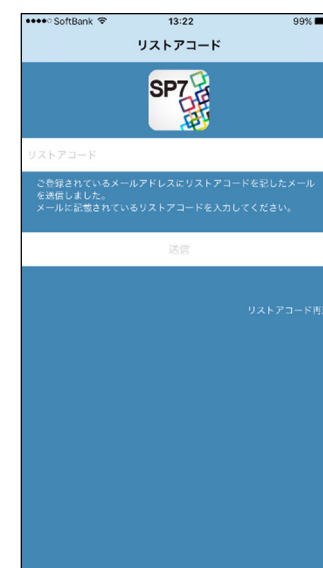 SoftBank 13:22 99%
リストアコード
SP7
リストアコード
ご登録されているメールアドレスにリストアコードを記したメール
を送信しました。
メールに記載されているリストアコードを入力してください。
送信
リストアコード再